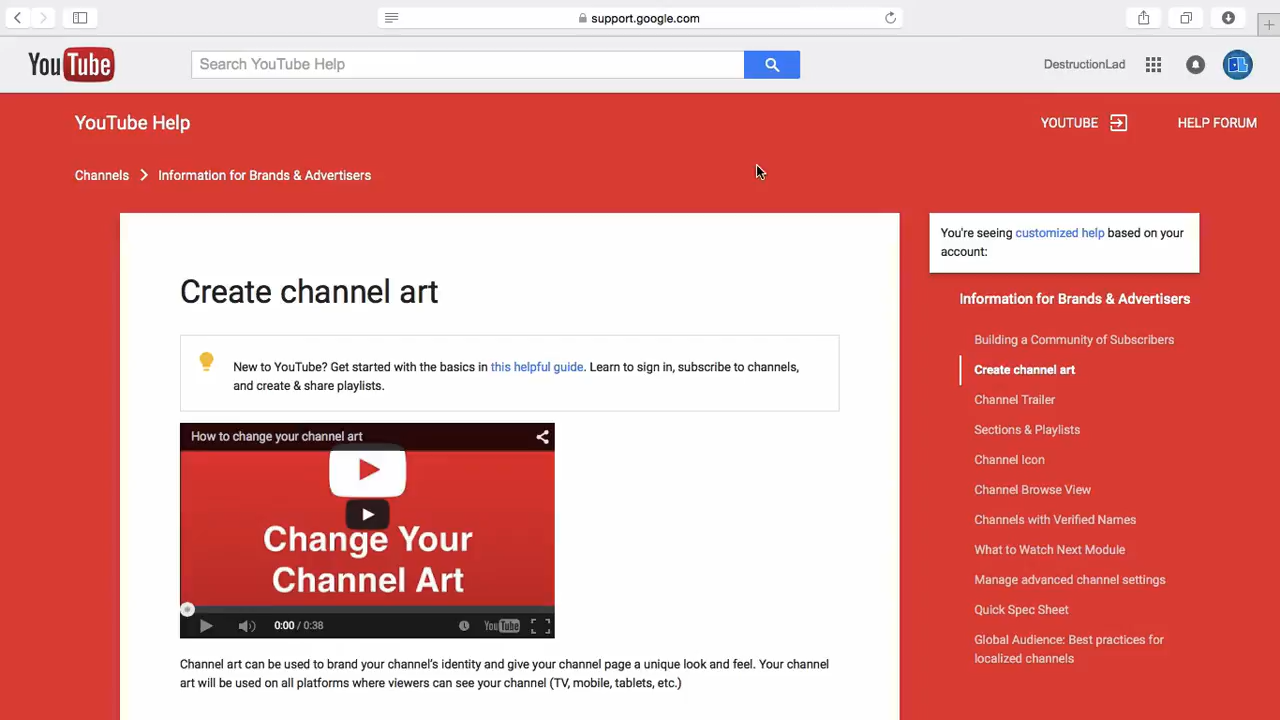 support.google.com
YouTube
Search YouTube Help
DestructionLad
YouTube Help
YOUTUBE
HELP FORUM
Channels
Information for Brands & Advertisers
Create channel art
New to YouTube? Get started with the basics in this helpful guide. Learn to sign in, subscribe to channels,
and create & share playlists.
How to change your channel art
Change Your
Channel Art
0:00 / 0:38
YouTube
Channel art can be used to brand your channel's identity and give your channel page a unique look and feel. Your channel
art will be used on all platforms where viewers can see your channel (TV, mobile, tablets, etc.)
You're seeing customized help based on your
account:
Information for Brands & Advertisers
Building a Community of Subscribers
Create channel art
Channel Trailer
Sections & Playlists
Channel Icon
Channel Browse View
Channels with Verified Names
What to Watch Next Module
Manage advanced channel settings
Quick Spec Sheet
Global Audience: Best practices for
localized channels